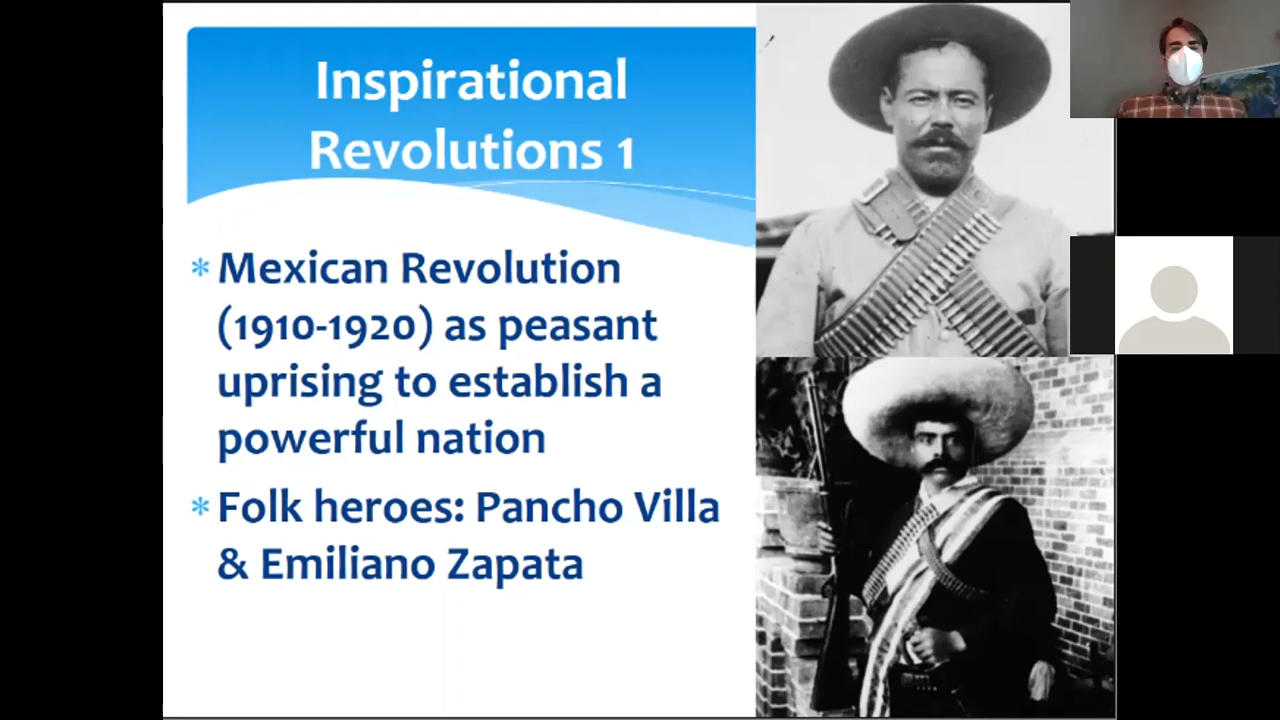 Inspirational
Revolutions 1
* Mexican Revolution
(1910-1920) as peasant
uprising to establish a
powerful nation
* Folk heroes: Pancho Villa
& Emiliano Zapata